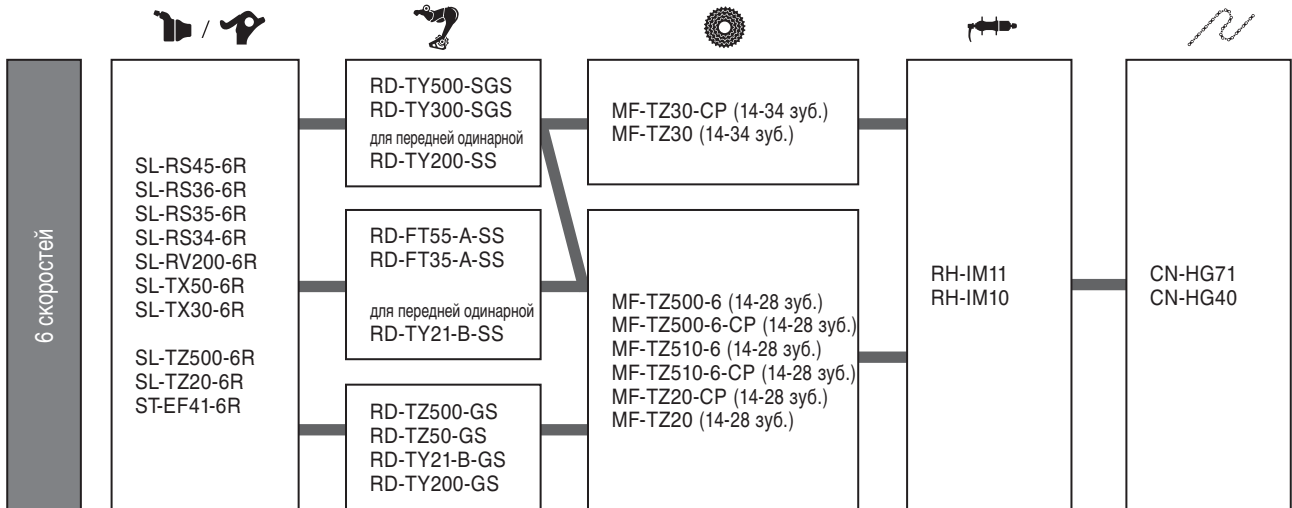 /
6 скоростей
SL-RS45-6R
SL-RS36-6R
SL-RS35-6R
SL-RS34-6R
SL-RV200-6R
SL-TX50-6R
SL-TX30-6R
SL-TZ500-6R
SL-TZ20-6R
ST-EF41-6R
RD-TY500-SGS
RD-TY300-SGS
для передней одинарной
RD-TY200-SS
RD-FT55-A-SS
RD-FT35-A-SS
для передней одинарной
RD-TY21-B-SS
RD-TZ500-GS
RD-TZ50-GS
RD-TY21-B-GS
RD-TY200-GS
MF-TZ30-CP (14-34 зуб.)
MF-TZ30 (14-34 зуб.)
MF-TZ500-6 (14-28 зуб.)
MF-TZ500-6-CP (14-28 зуб.)
MF-TZ510-6 (14-28 зуб.)
MF-TZ510-6-CP (14-28 зуб.)
MF-TZ20-CP (14-28 зуб.)
MF-TZ20 (14-28 зуб.)
RH-IM11
RH-IM10
CN-HG71
CN-HG40